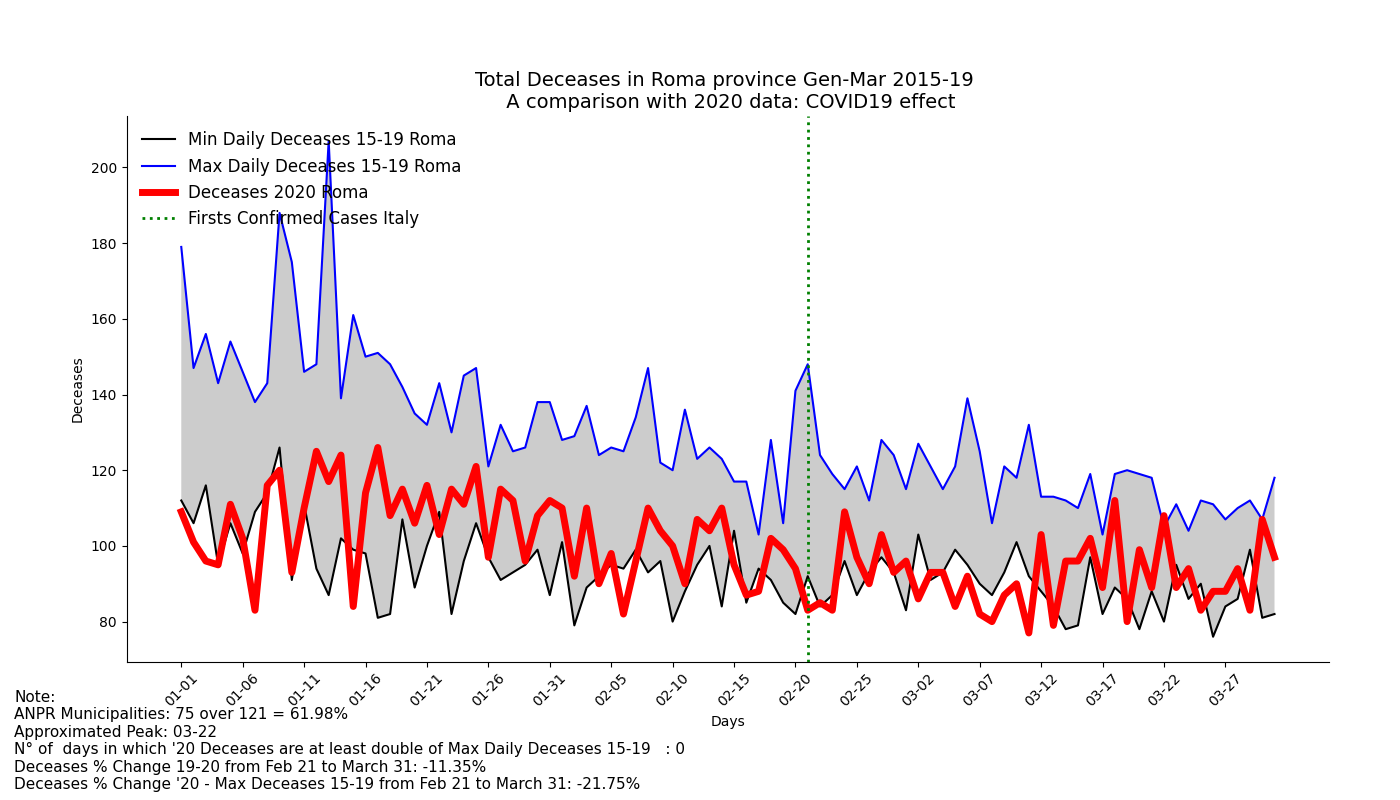 Total Deceases in Roma province Gen-Mar 2015-19
A comparison with 2020 data: COVID19 effect
Min Daily Deceases 15-19 Roma
Max Daily Deceases 15-19 Roma
Deceases 2020 Roma
Firsts Confirmed Cases Italy
200
180
160
140
120
100
80
Deceases
01-01
01-06
01-11
01-16
01-21
01-26
01-31
02-05
02-10
02-15
02-20
02-25
03-02
03-07
03-12
03-17
03-22
03-27
Days
Note:
ANPR Municipalities: 75 over 121 = 61.98%
Approximated Peak: 03-22
N° of  days in which '20 Deceases are at least double of Max Daily Deceases 15-19   : 0
Deceases % Change 19-20 from Feb 21 to March 31: -11.35%
Deceases % Change '20 - Max Deceases 15-19 from Feb 21 to March 31: -21.75%